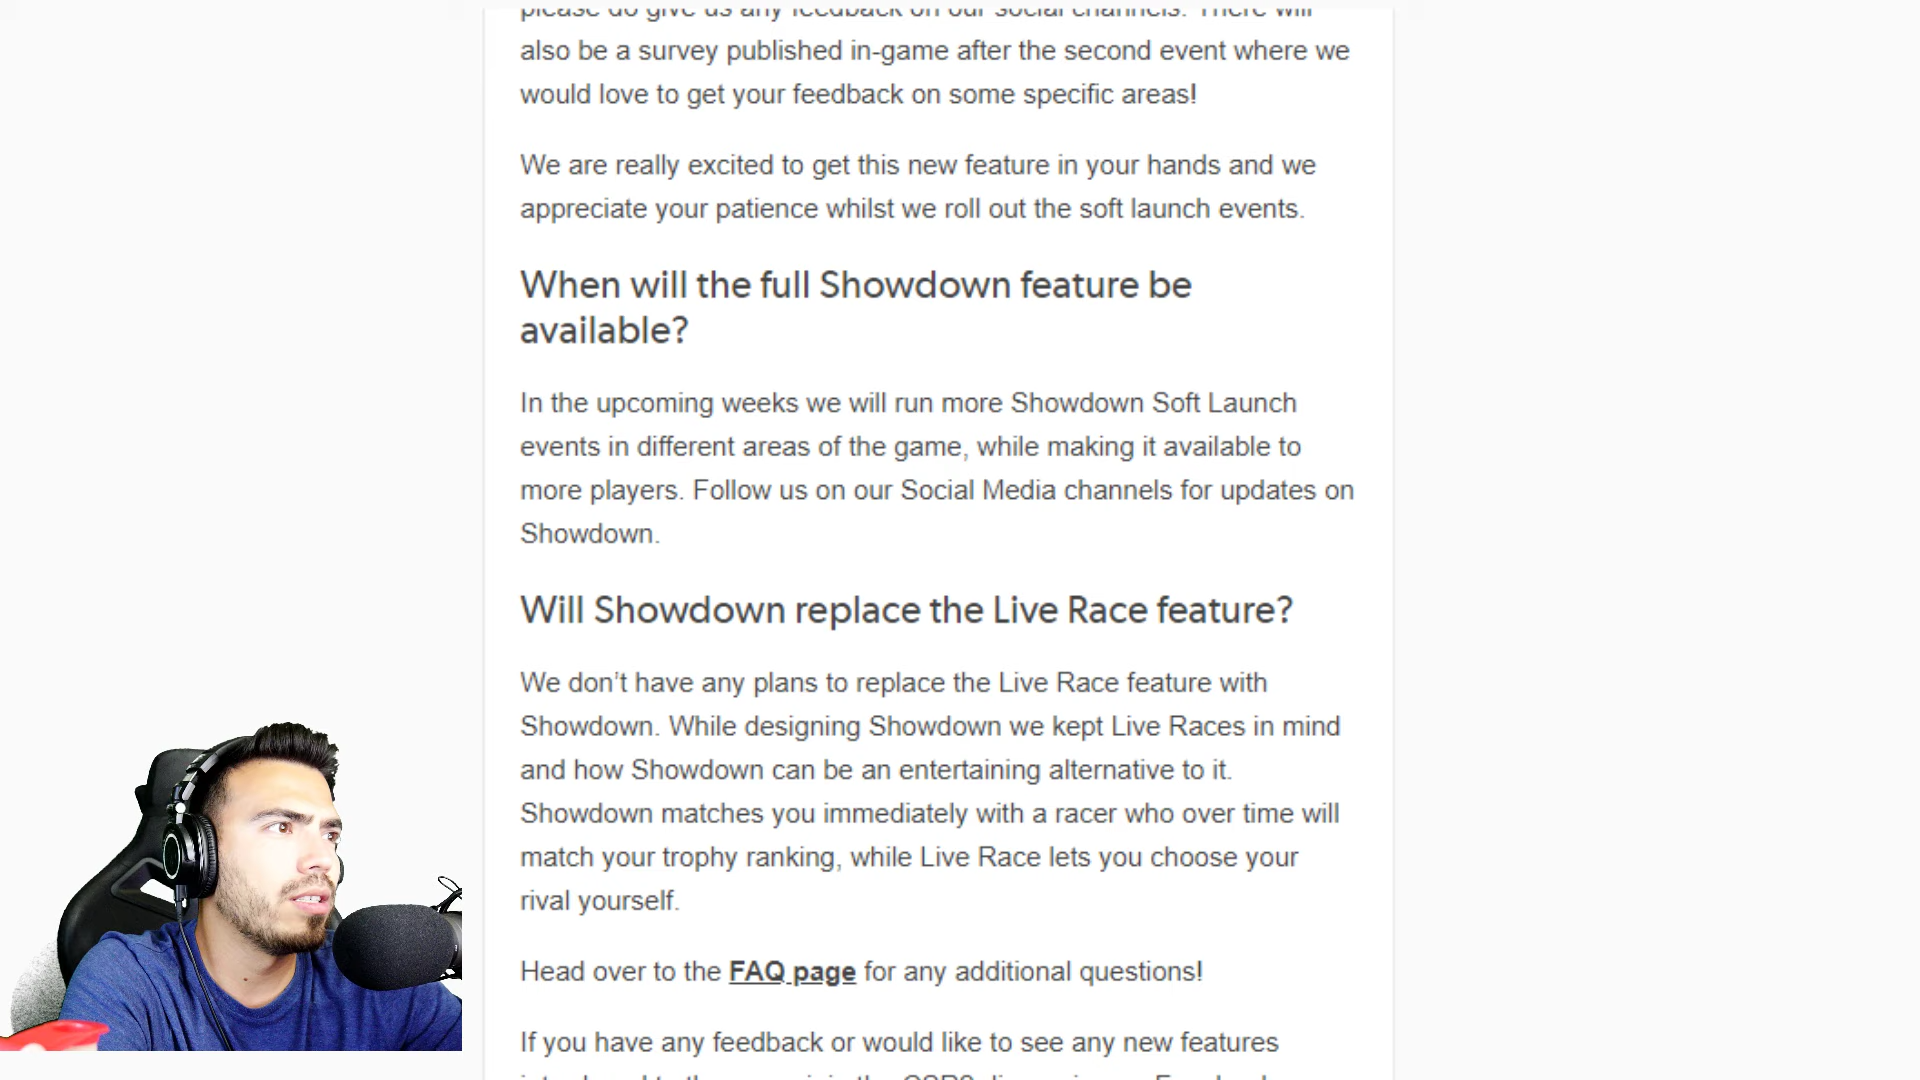 please do give us any feedback on our social channels. There will
also be a survey published in-game after the second event where we
would love to get your feedback on some specific areas!
We are really excited to get this new feature in your hands and we
appreciate your patience whilst we roll out the soft launch events.
When will the full Showdown feature be
available?
In the upcoming weeks we will run more Showdown Soft Launch
events in different areas of the game, while making it available to
more players. Follow us on our Social Media channels for updates on
Showdown.
Will Showdown replace the Live Race feature?
We don’t have any plans to replace the Live Race feature with
Showdown. While designing Showdown we kept Live Races in mind
and how Showdown can be an entertaining alternative to it.
Showdown matches you immediately with a racer who over time will
match your trophy ranking, while Live Race lets you choose your
rival yourself.
Head over to the FAQ page for any additional questions!
If you have any feedback or would like to see any new features